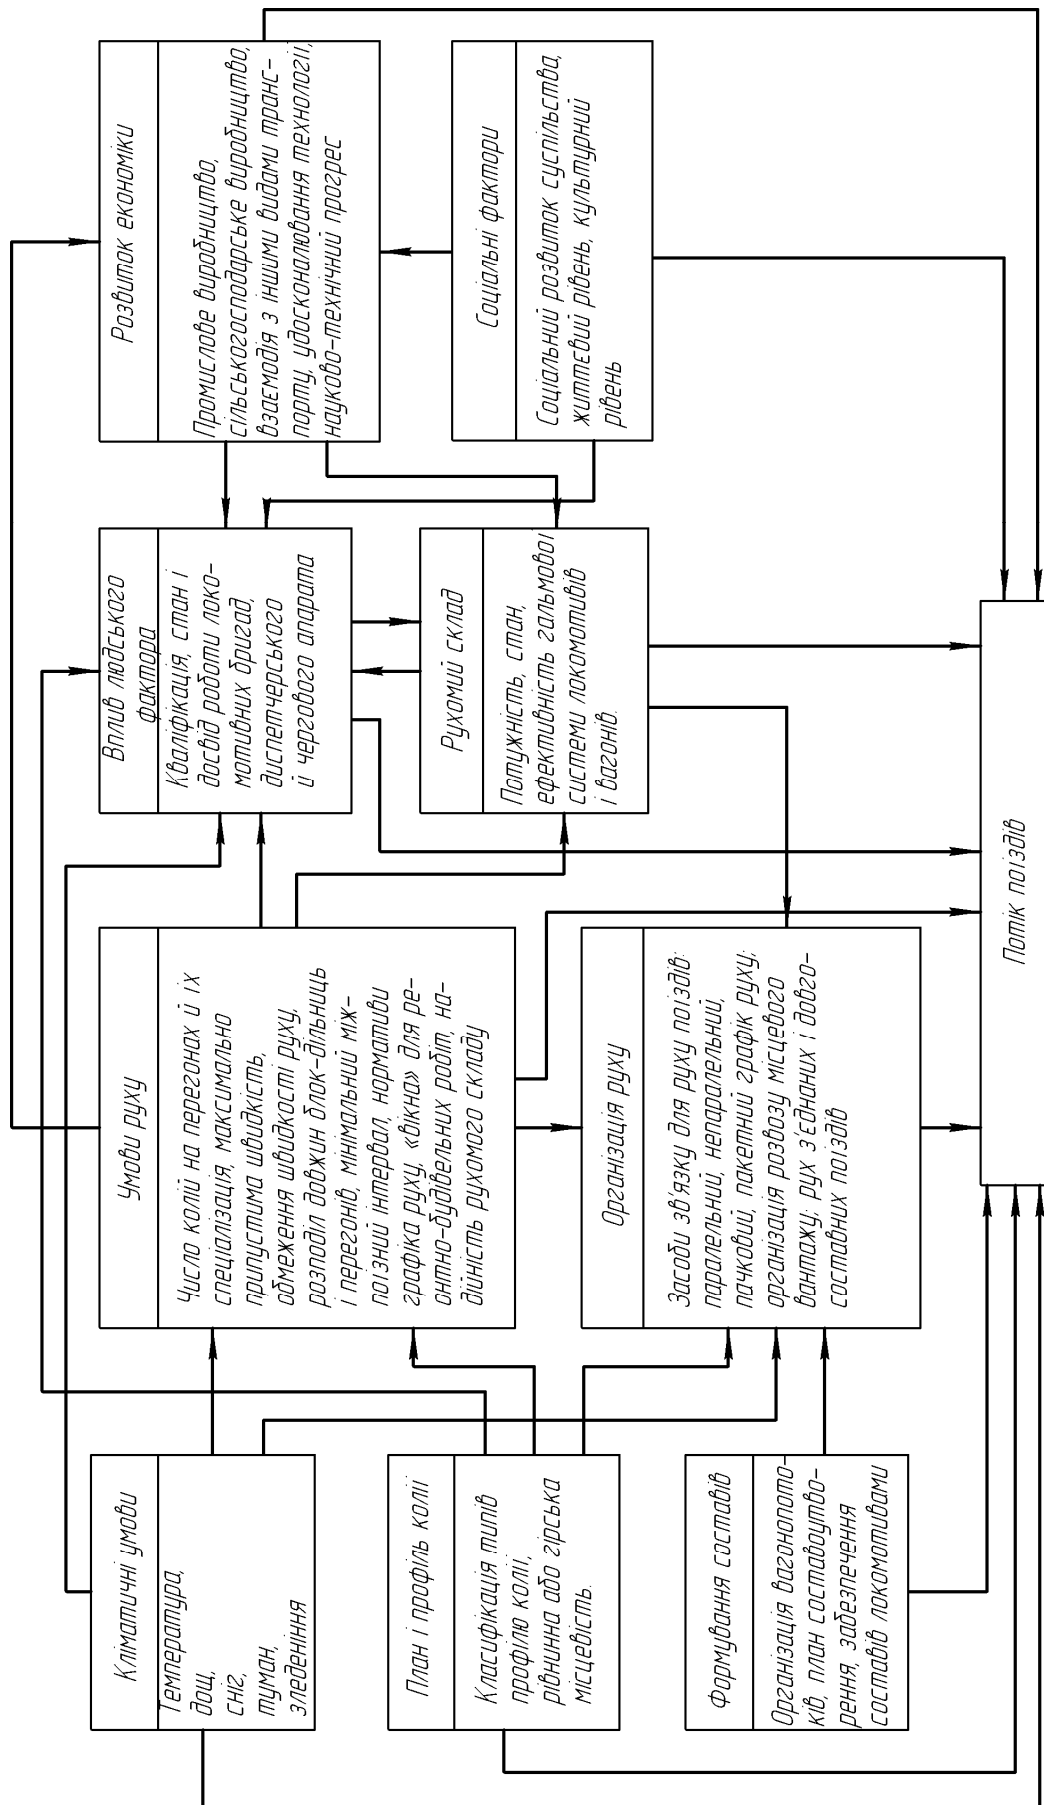 Кліматичні умови
Температура,
дощ,
сніг,
туман,
зледеніння
План і профіль колії
Класифікація типів
профілю колії,
рівнинна або гірська
місцевість.
Формування составів
Організація вагонопото-
ків, план составоутво-
рення, забезпечення
составів локомотивами
Умови руху
Число колій на перегонах й їх
спеціалізація, максимально
припустима швидкість,
обмеження швидкості руху,
розподіл довжин блок-дільниць
і перегонів, мінімальний між-
поїзний інтервал, нормативи
графіка руху, «вікна» для ре-
онтно-будівельних робіт, на-
дійність рухомого складу
Організація руху
Засоби зв'язку для руху поїздів:
паралельний, непаралельний,
пачковий, пакетний графік руху;
організація розвозу місцевого
вантажу; рух з'єднаних і довго-
составних поїздів
Вплив людського
фактора
Кваліфікація, стан і
досвід роботи локо-
мотивних бригад,
диспетчерського
й чергового апарата
Рухомий склад
Потужність, стан,
ефективність гальмової
системи локомотивів
і вагонів.
Розвиток економіки
Промислове виробництво,
сільськогосподарське виробництво,
взаємодія з іншими видами транс-
порту, удосконалювання технології,
науково-технічний прогрес
Соціальні фактори
Соціальний розвиток суспільства,
життєвий рівень, культурний
рівень
Потік поїздів